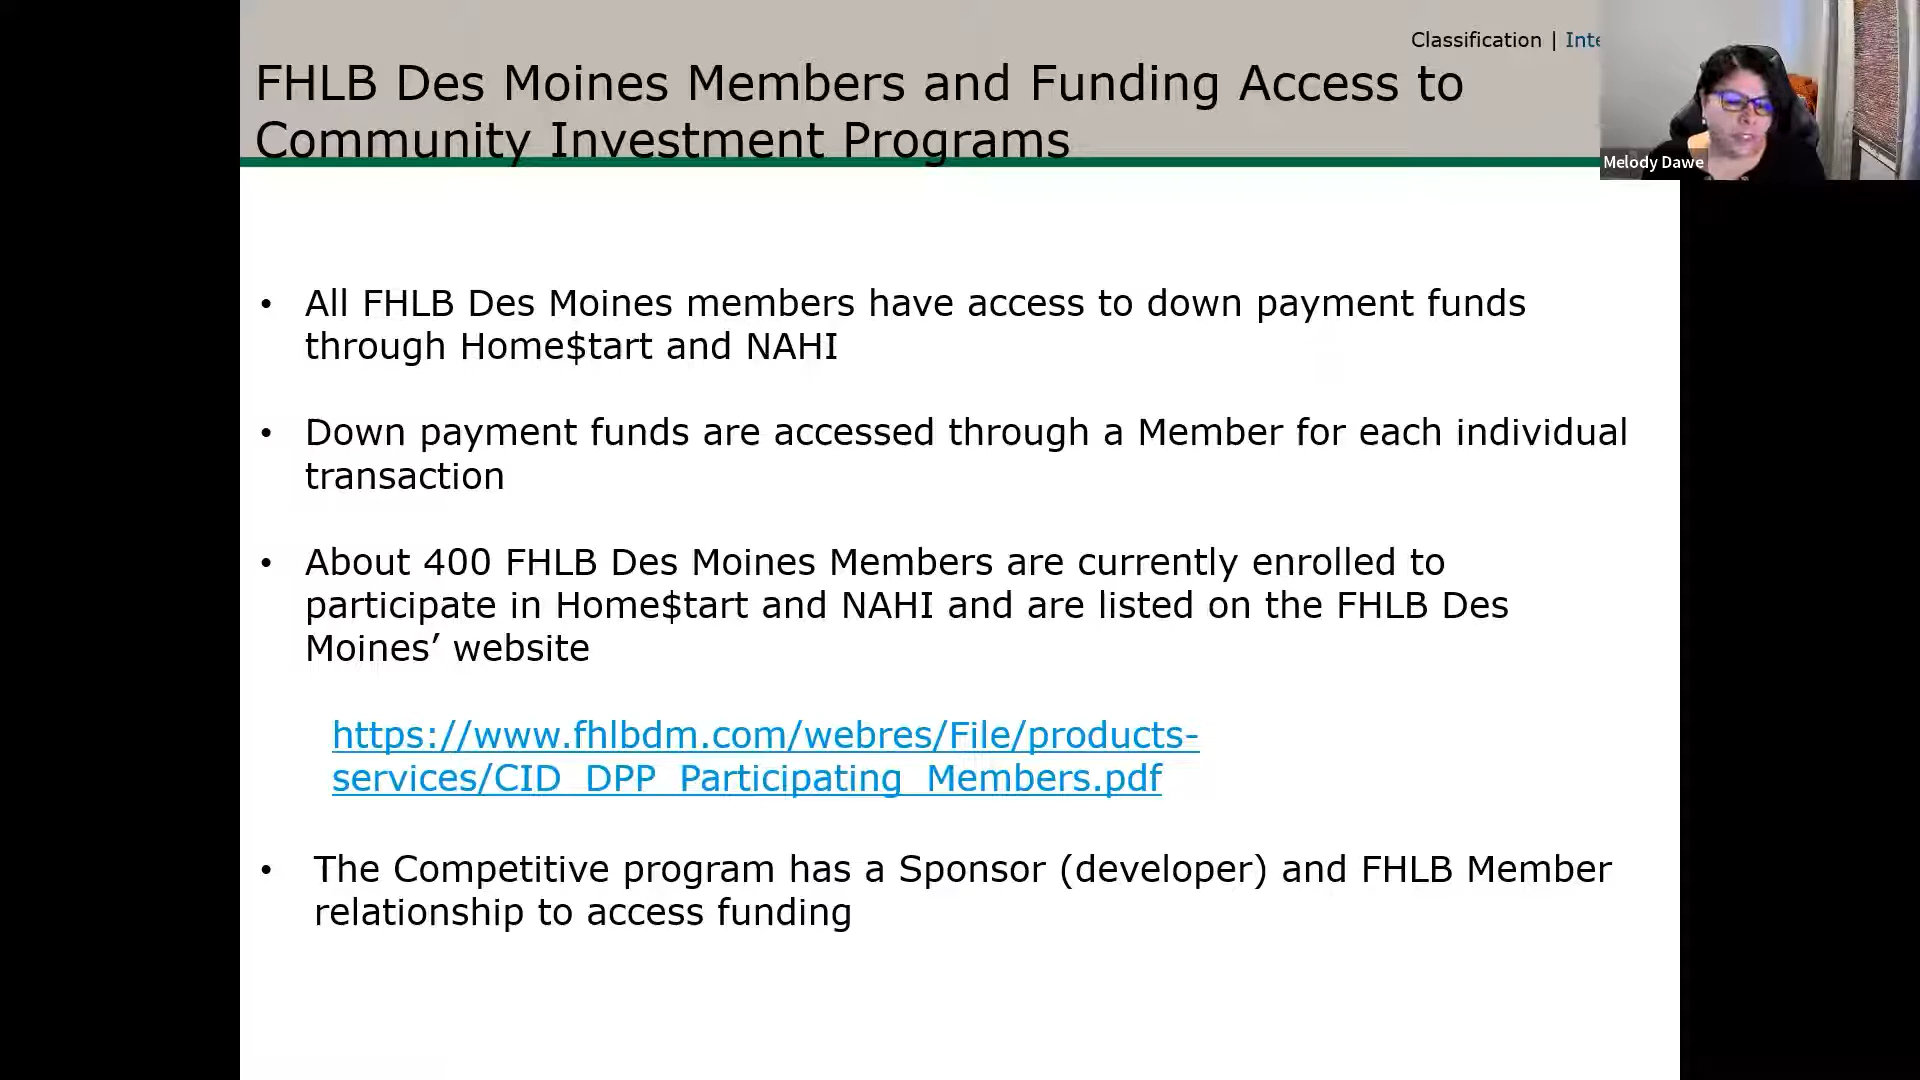 Classification | Inte
FHLB Des Moines Members and Funding Access to
Community Investment Programs
Melody Dawe
• All FHLB Des Moines members have access to down payment funds
through Home$tart and NAHI
• Down payment funds are accessed through a Member for each individual
transaction
• About 400 FHLB Des Moines Members are currently enrolled to
participate in Home$tart and NAHI and are listed on the FHLB Des
Moines’ website
https://www.fhlbdm.com/webres/File/products-
services/CID_DPP_Participating_Members.pdf
• The Competitive program has a Sponsor (developer) and FHLB Member
relationship to access funding